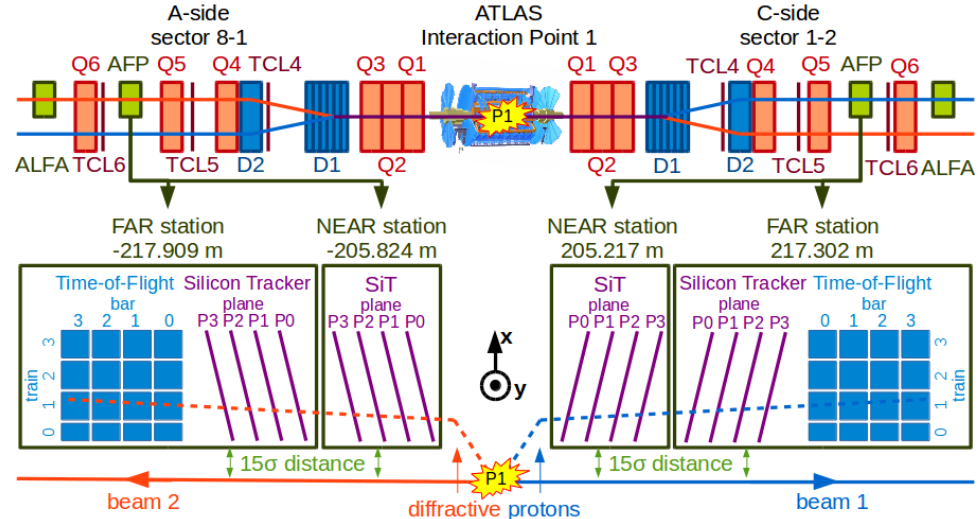 A-side
sector 8-1
ATLAS
Interaction Point 1
C-side
sector 1-2
Q6 AFP Q5 Q4 TCL4 Q3 Q1
Q1 Q3 TCL4 Q4 Q5 AFP Q6
P1
ALFA TCL6 TCL5 D2 D1 Q2
Q2 D1 D2 TCL5 TCL6 ALFA
FAR station
-217.909 m
NEAR station
-205.824 m
NEAR station
205.217 m
FAR station
217.302 m
Time-of-Flight
bar
3 2 1 0
train
3
2
1
0
Silicon Tracker
plane
P3 P2 P1 P0
SiT
plane
P3 P2 P1 P0
x
y
SiT
plane
P0 P1 P2 P3
Silicon Tracker
plane
P0 P1 P2 P3
Time-of-Flight
bar
0 1 2 3
3
2
1
0
train
15σ distance
15σ distance
P1
beam 2
diffractive protons
beam 1